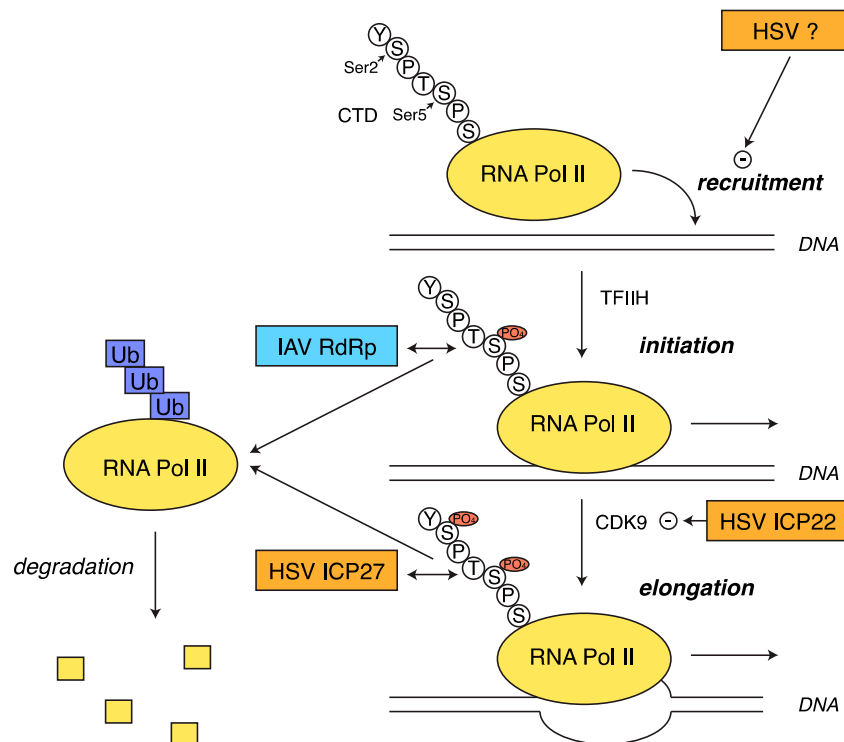 HSV ?
Y
S
P
T
S
P
S
Ser2
Ser5
CTD
RNA Pol II
-
recruitment
DNA
TFIIH
Y
S
P
T
S
P
S
PO4
IAV RdRp
initiation
Ub
Ub
Ub
RNA Pol II
RNA Pol II
DNA
CDK9
-
HSV ICP22
Y
S
P
T
S
P
S
PO4
PO4
degradation
HSV ICP27
elongation
RNA Pol II
DNA